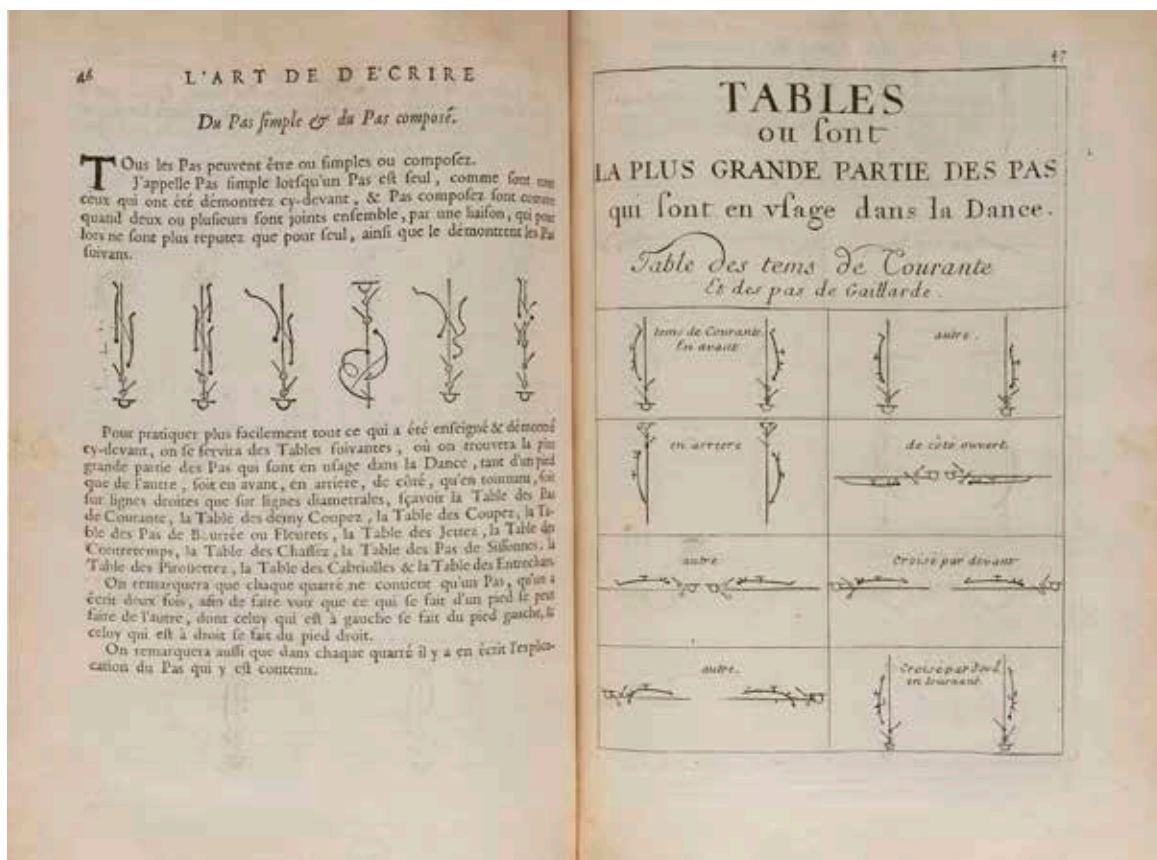 46
L'ART DE DÉCRIRE
Du Pas simple & du Pas composé.
TOus les Pas peuvent être ou simples ou composez.
J'appelle Pas simple lorsqu'un Pas est seul, comme sont tous
ceux qui ont été démontrez cy-devant, & Pas composez sont comme
quand deux ou plusieurs sont joints ensemble, par une liaison, qui pour
lors ne sont plus reputez que pour seul, ainsi que le démontrent les Pas
suivans.
Pour pratiquer plus facilement tout ce qui a été enseigné & démontré
cy-devant, on se servira des Tables suivantes, où on trouvera la plus
grande partie des Pas qui sont en usage dans la Dance, tant d'un pied
que de l'autre, soit en avant, en arriere, de côté, qu'en tournant, soit
sur lignes droites que sur lignes diametrales, sçavoir la Table des Pas
de Courante, la Table des demy Coupez, la Table des Coupez, la Ta-
ble des Pas de Bourrée ou Fleurets, la Table des Jettez, la Table des
Contretemps, la Table des Chassez, la Table des Pas de Sissonnes, la
Table des Pirouettez, la Table des Cabriolles & la Table des Entrechats.
On remarquera que chaque quarré ne contient qu'un Pas, qu'on a
écrit deux fois, afin de faire voir que ce qui se fait d'un pied se peut
faire de l'autre, dont celuy qui est à gauche se fait du pied gauche, &
celuy qui est à droit se fait du pied droit.
On remarquera aussi que dans chaque quarré il y a en écrit l'expli-
cation du Pas qui y est contenu.
47
TABLES
ou sont
LA PLUS GRANDE PARTIE DES PAS
qui sont en vsage dans la Dance.
Table des tems de Courante
Et des pas de Gaillarde.
tems de Courante
En avant
autre.
en arriere
de côté ouvert.
autre
Croisé par devant
autre.
Croisé par
en tournant.